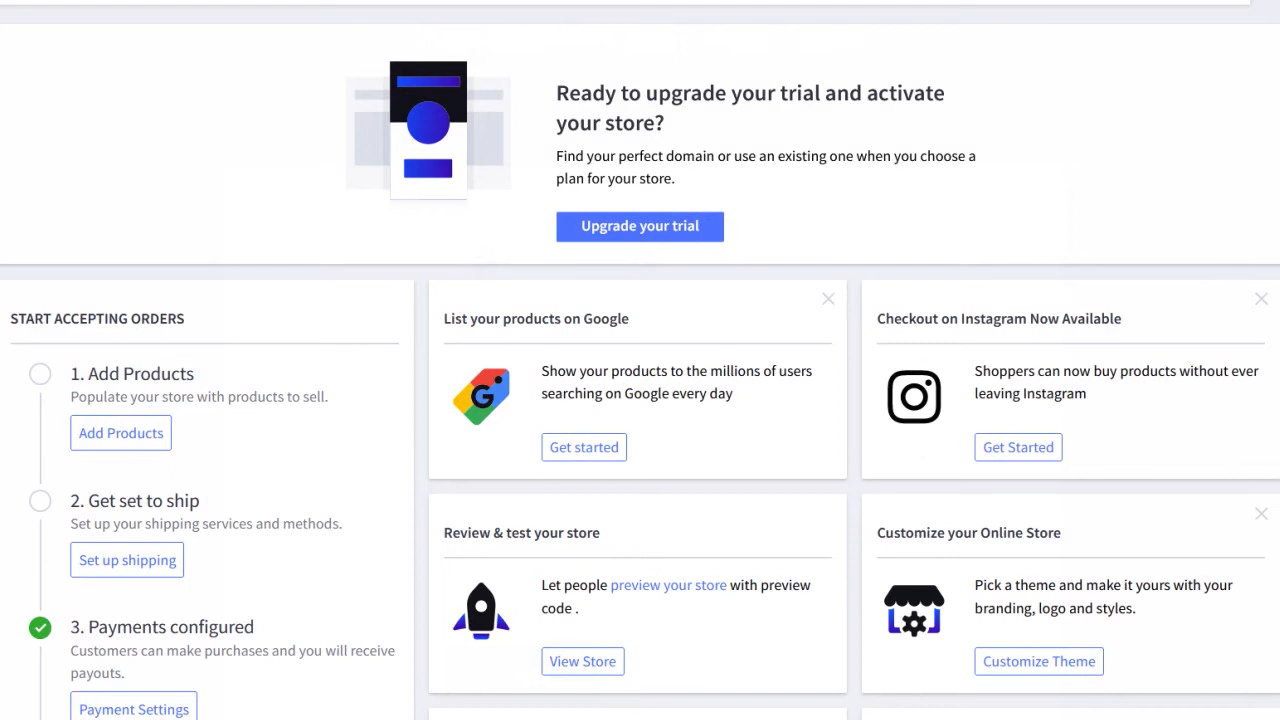 Ready to upgrade your trial and activate
your store?
Find your perfect domain or use an existing one when you choose a
plan for your store.
Upgrade your trial
START ACCEPTING ORDERS
1. Add Products
Populate your store with products to sell.
Add Products
2. Get set to ship
Set up your shipping services and methods.
Set up shipping
3. Payments configured
Customers can make purchases and you will receive
payouts.
Payment Settings
List your products on Google
G
Show your products to the millions of users
searching on Google every day
Get started
Checkout on Instagram Now Available
Shoppers can now buy products without ever
leaving Instagram
Get Started
Review & test your store
Let people preview your store with preview
code .
View Store
Customize your Online Store
Pick a theme and make it yours with your
branding, logo and styles.
Customize Theme